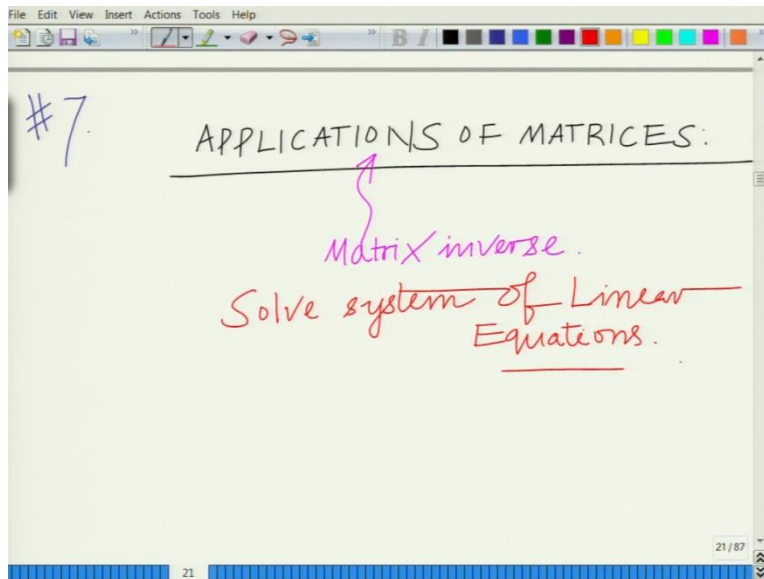 File Edit View Insert Actions Tools Help
B I
#7.
APPLICATIONS OF MATRICES:
Matrix inverse.
Solve system of Linear
Equations.
21/87
21